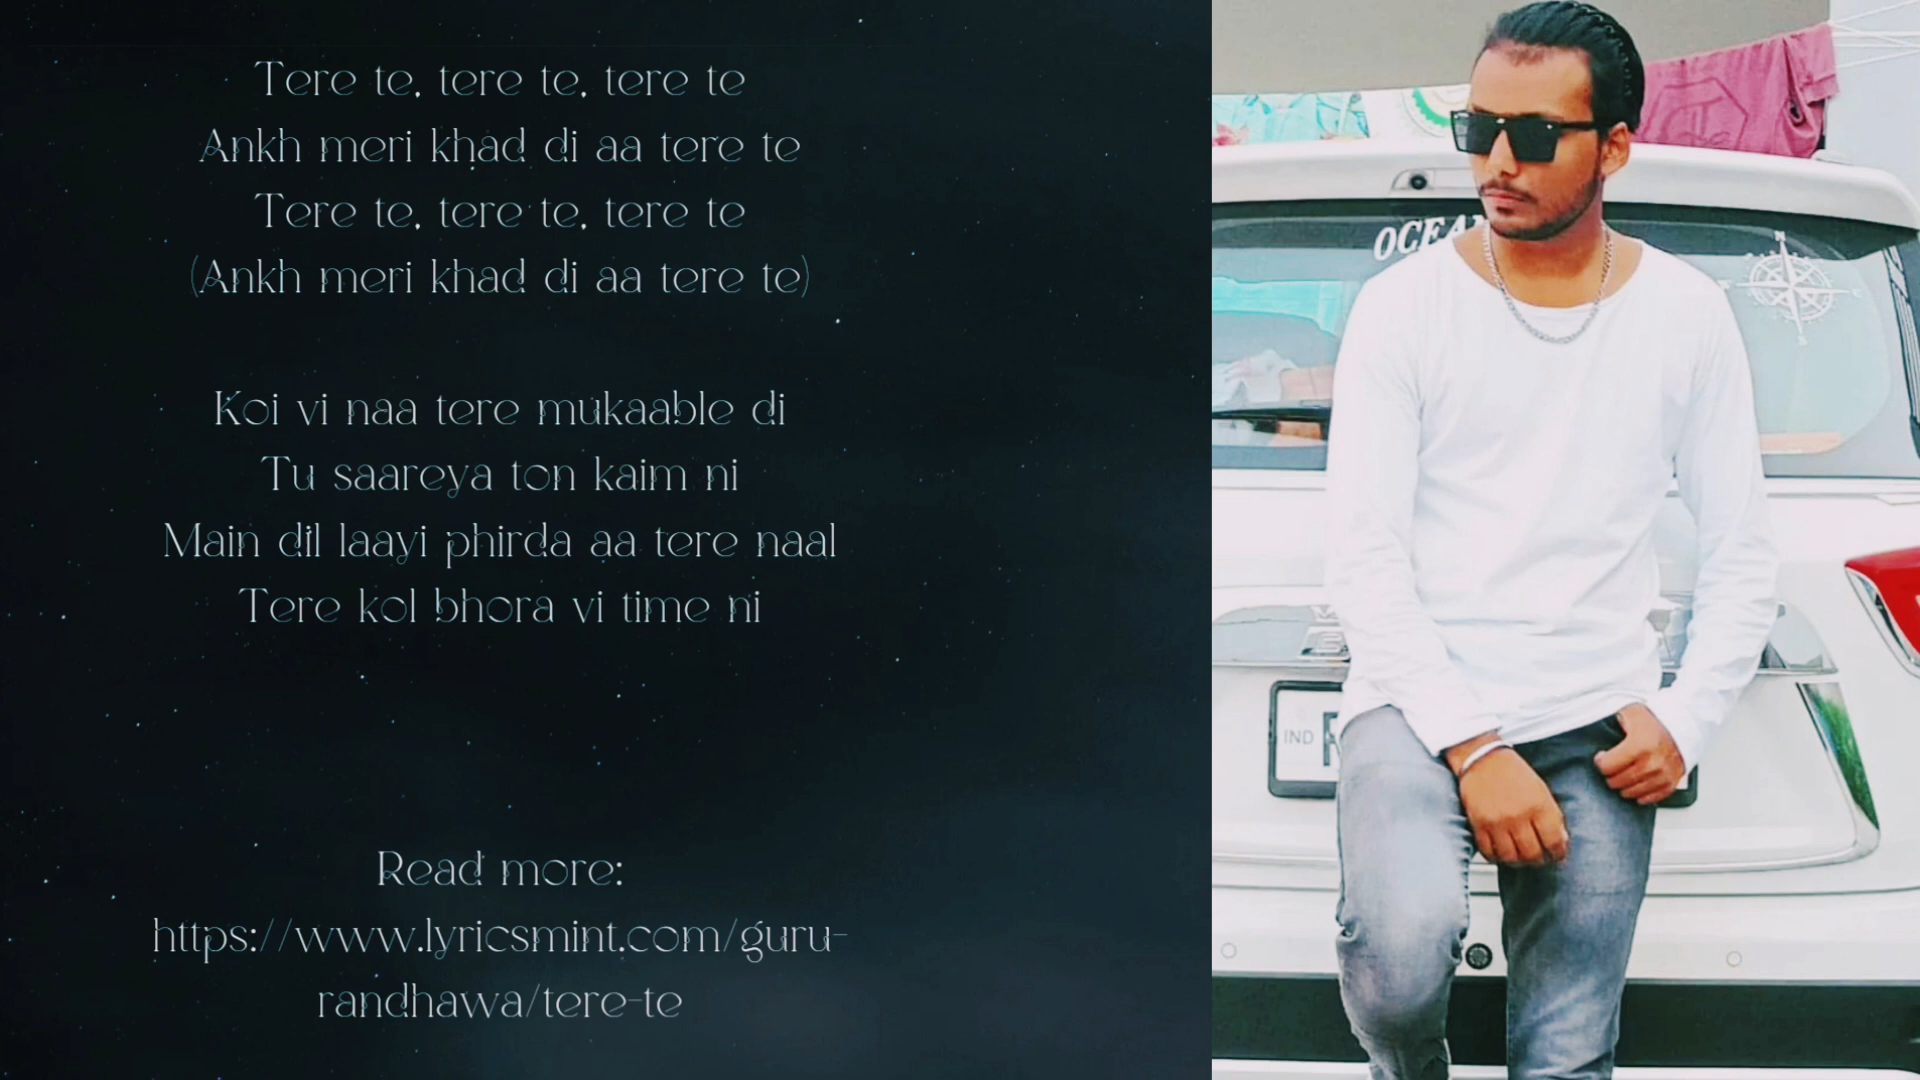 Tere te, tere te, tere te
Ankh meri khad di aa tere te
Tere te, tere te, tere te
(Ankh meri khad di aa tere te)
Koi vi naa tere mukaable di
Tu saareya ton kaim ni
Main dil laayi phirda aa tere naal
Tere kol bhora vi time ni
Read more:
https://www.lyricsmint.com/guru-
randhawa/tere-te
OCEA
N
IND